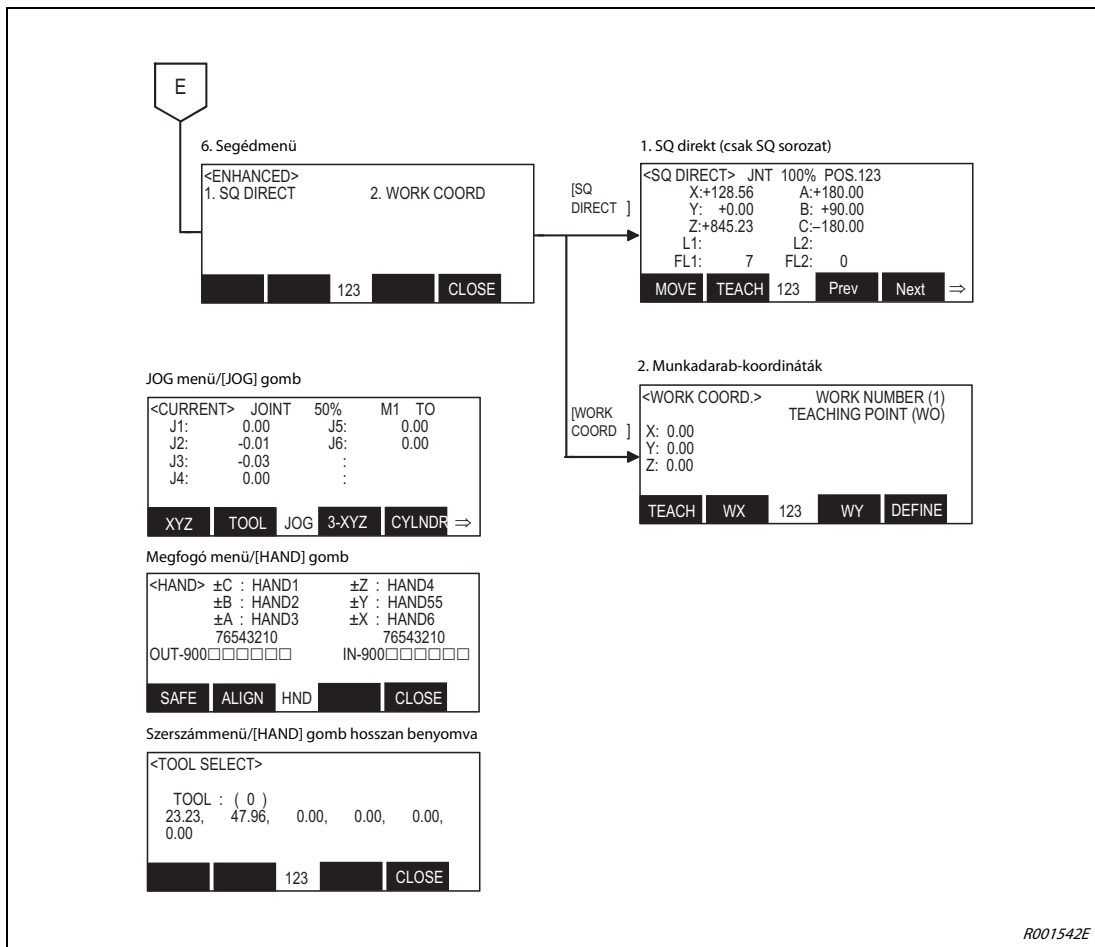 E
6. Segédmenü
<ENHANCED>
1. SQ DIRECT 2. WORK COORD
123 CLOSE
[SQ
DIRECT ]
1. SQ direkt (csak SQ sorozat)
<SQ DIRECT> JNT 100% POS.123
X:+128.56 A:+180.00
Y: +0.00 B: +90.00
Z:+845.23 C:–180.00
L1: L2:
FL1: 7 FL2: 0
MOVE TEACH 123 Prev Next ⇒
[WORK
COORD ]
2. Munkadarab-koordináták
<WORK COORD.> WORK NUMBER (1)
TEACHING POINT (WO)
X: 0.00
Y: 0.00
Z: 0.00
TEACH WX 123 WY DEFINE
JOG menü/[JOG] gomb
<CURRENT> JOINT 50% M1 TO
J1: 0.00 J5: 0.00
J2: -0.01 J6: 0.00
J3: -0.03 :
J4: 0.00 :
XYZ TOOL JOG 3-XYZ CYLNDR ⇒
Megfogó menü/[HAND] gomb
<HAND> ±C : HAND1 ±Z : HAND4
±B : HAND2 ±Y : HAND55
±A : HAND3 ±X : HAND6
76543210 76543210
OUT-900□□□□□□ IN-900□□□□□□
SAFE ALIGN HND CLOSE
Szerszámmenü/[HAND] gomb hosszan benyomva
<TOOL SELECT>
TOOL : ( 0 )
23.23, 47.96, 0.00, 0.00, 0.00,
0.00
123 CLOSE
R001542E